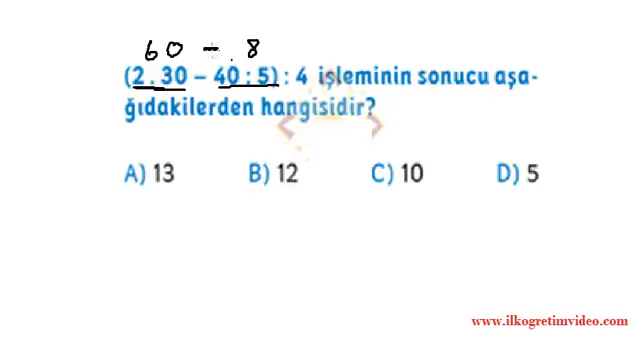 60 - 8
(2 . 30 – 40 : 5) : 4 işleminin sonucu aşa-
ğıdakilerden hangisidir?
A) 13 B) 12 C) 10 D) 5
www.ilkogretimvideo.com